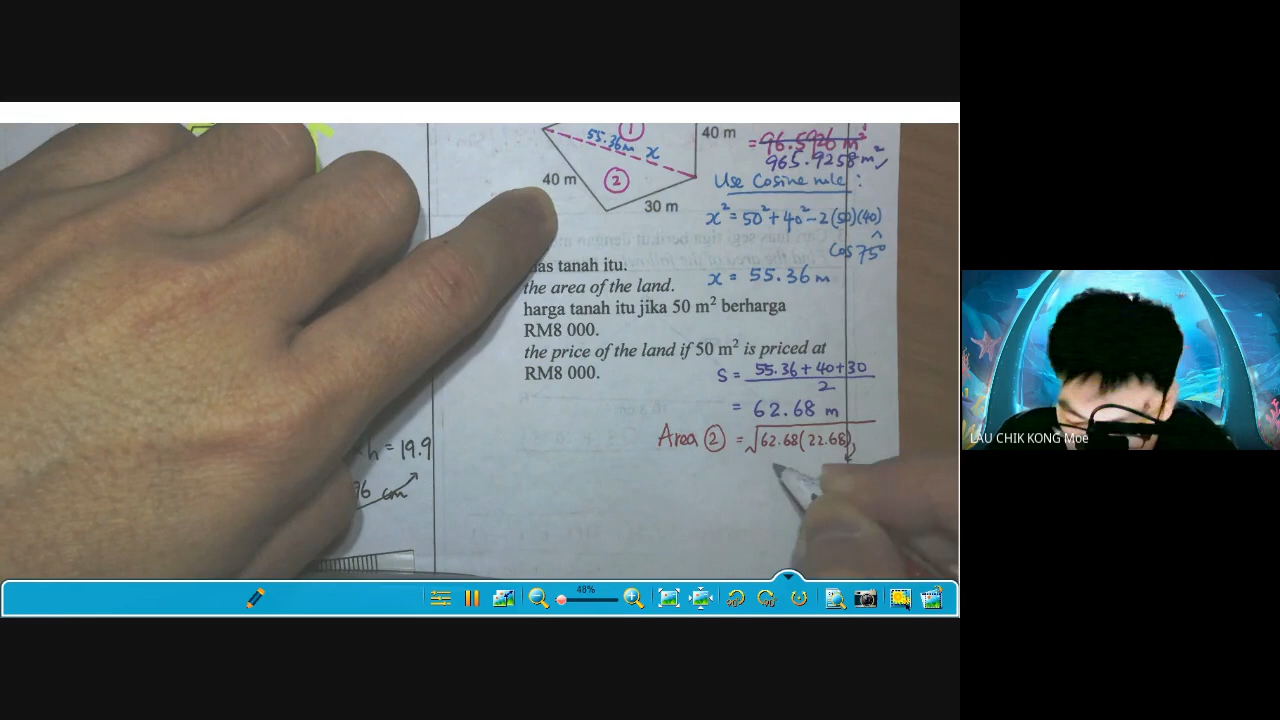 ①
55.36m x
②
40 m
40 m
30 m
= 96.5926 m²
965.9258 m²
Use Cosine rule :
x² = 50² + 40² - 2(50)(40)
cos 75°
x = 55.36 m
tanah itu.
the area of the land.
harga tanah itu jika 50 m² berharga
RM8 000.
the price of the land if 50 m² is priced at
RM8 000.
S = 55.36 + 40 + 30
2
= 62.68 m
Area ② = √62.68(22.68)
h = 19.9
cm
48%
LAU CHIK KONG Moe